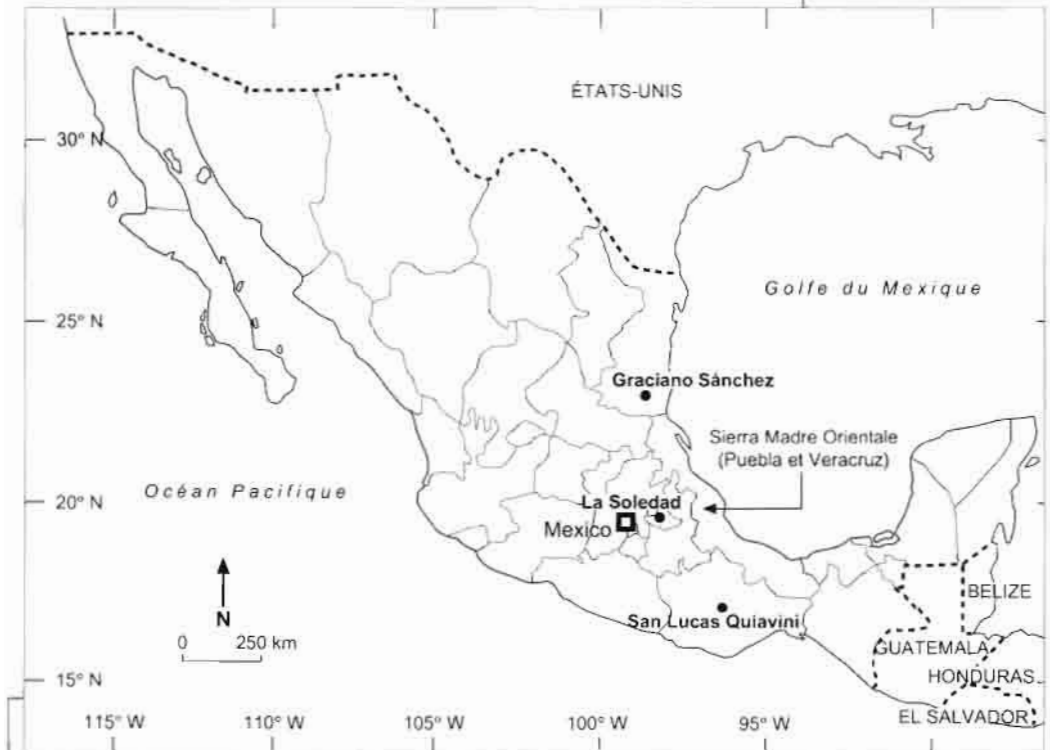 ÉTATS-UNIS
30° N
Golfe du Mexique
25° N
Graciano Sánchez
Sierra Madre Orientale
(Puebla et Veracruz)
Océan Pacifique
20° N
La Soledad
Mexico
BELIZE
N
San Lucas Quiavini
0 250 km
GUATEMALA
HONDURAS
15° N
EL SALVADOR
115° W
110° W
105° W
100° W
95° W